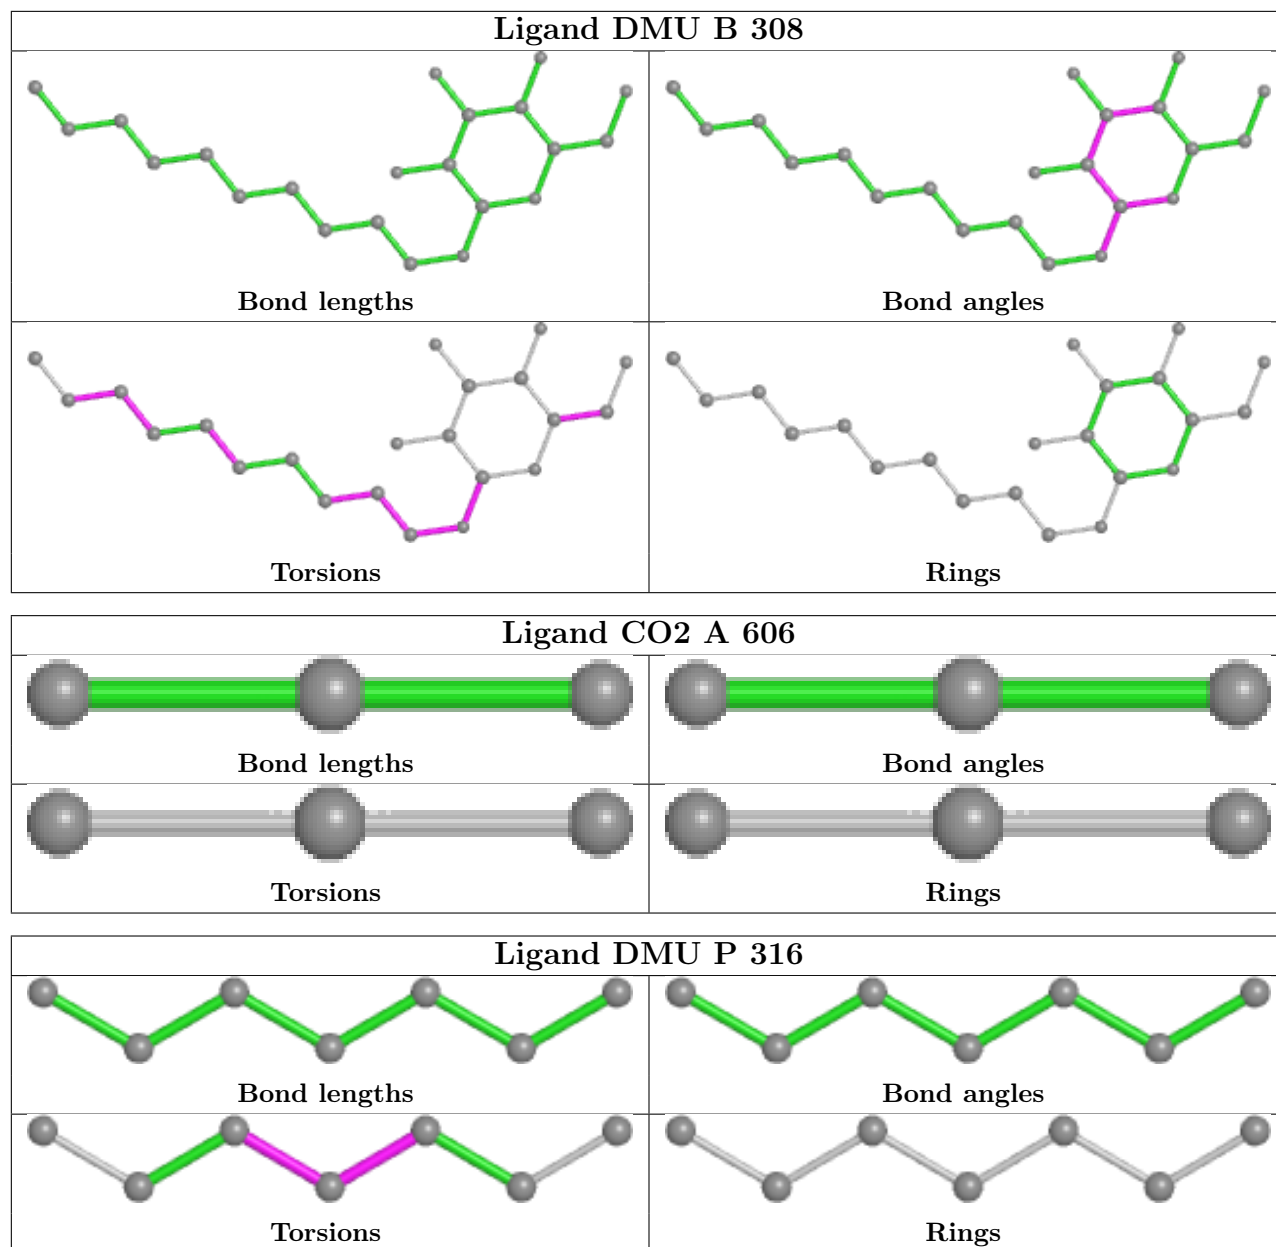 Ligand DMU B 308
Bond lengths
Bond angles
Torsions
Rings
Ligand CO2 A 606
Bond lengths
Bond angles
Torsions
Rings
Ligand DMU P 316
Bond lengths
Bond angles
Torsions
Rings